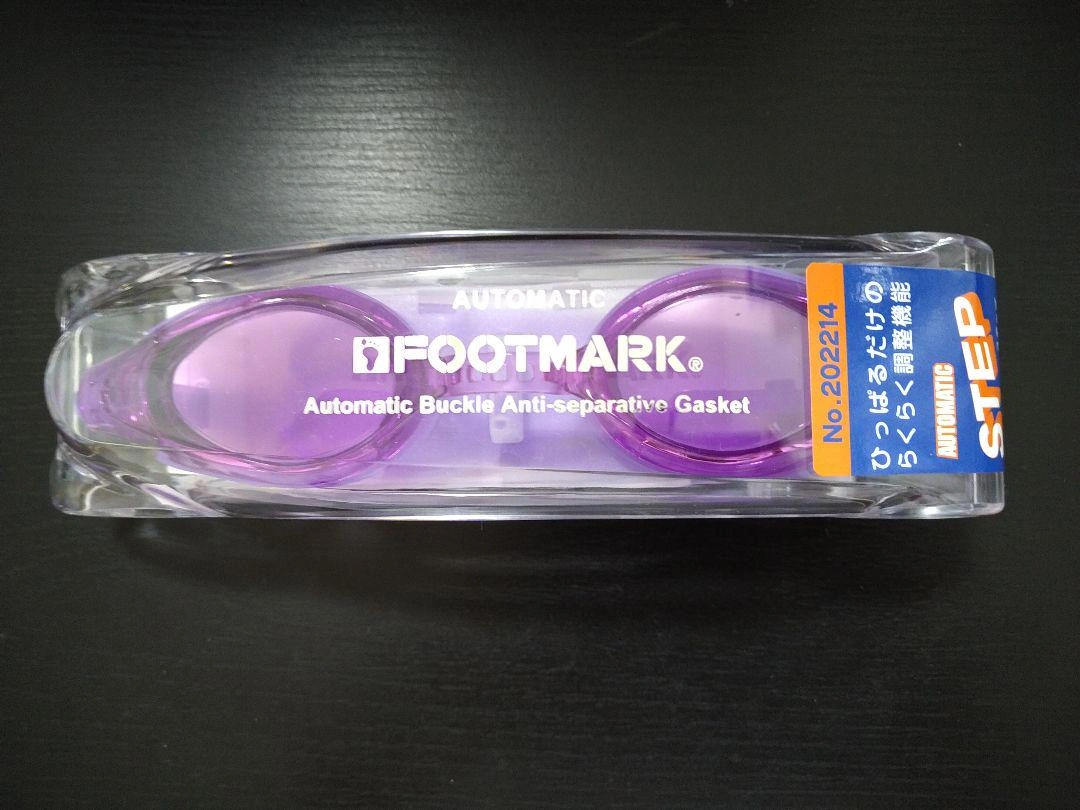 AUTOMATIC
FOOTMARK®
Automatic Buckle Anti-separative Gasket
No.202214
ひっぱるだけの
らくらく調整機能
AUTOMATIC
STEP